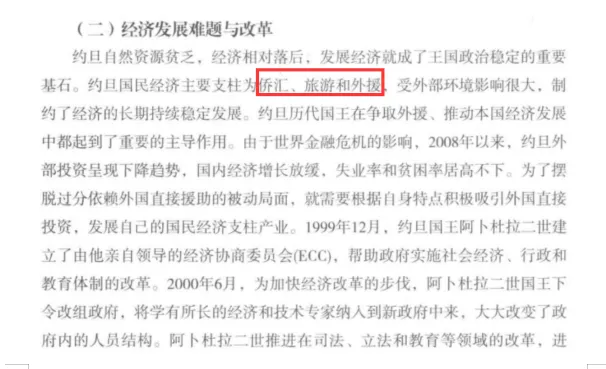 （二）经济发展难题与改革
约旦自然资源贫乏，经济相对落后，发展经济就成了王国政治稳定的重要
基石。约旦国民经济主要支柱为侨汇、旅游和外援，受外部环境影响很大，制
约了经济的长期持续稳定发展。约旦历代国王在争取外援、推动本国经济发展
中都起到了重要的主导作用。由于世界金融危机的影响，2008年以来，约旦外
部投资呈现下降趋势，国内经济增长放缓，失业率和贫困率居高不下。为了摆
脱过分依赖外国直接援助的被动局面，就需要根据自身特点积极吸引外国直接
投资，发展自己的国民经济支柱产业。1999年12月，约旦国王阿卜杜拉二世建
立了由他亲自领导的经济协商委员会(ECC)，帮助政府实施社会经济、行政和
教育体制的改革。2000年6月，为加快经济改革的步伐，阿卜杜拉二世国王下
令改组政府，将学有所长的经济和技术专家纳入到新政府中来，大大改变了政
府内的人员结构。阿卜杜拉二世推进在司法、立法和教育等领域的改革，进